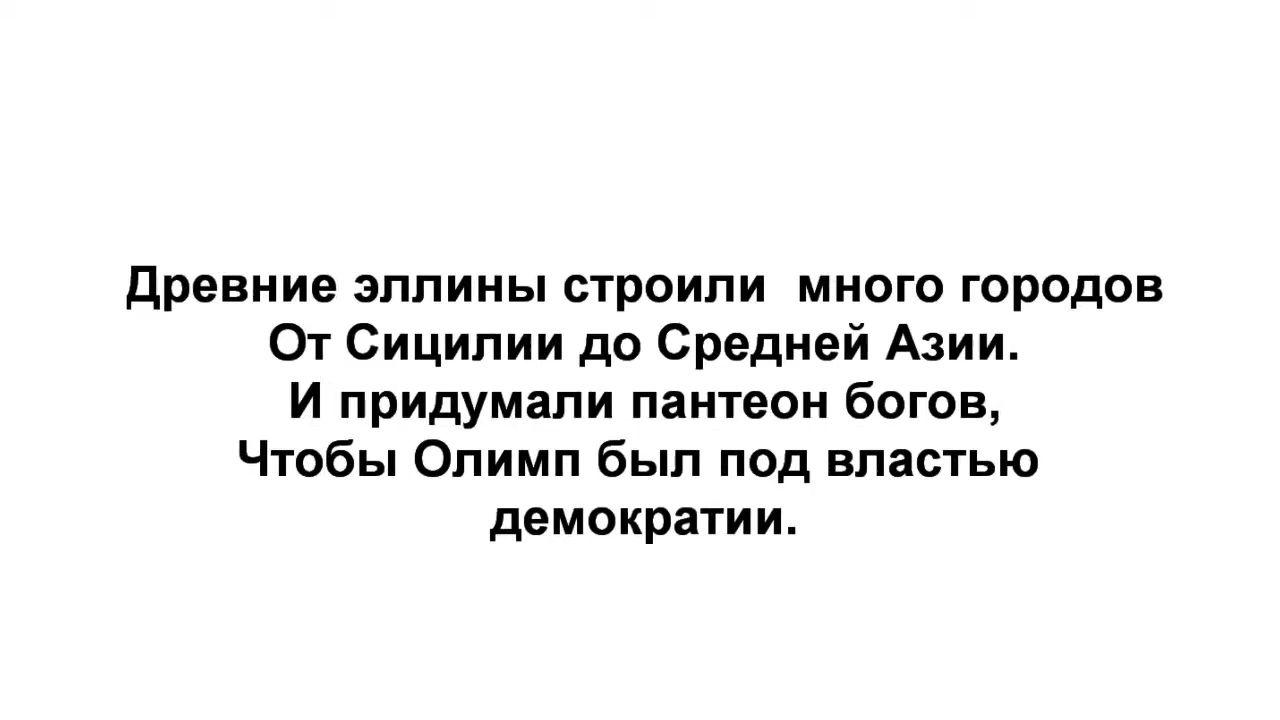 Древние эллины строили  много городов
От Сицилии до Средней Азии.
И придумали пантеон богов,
Чтобы Олимп был под властью
демократии.